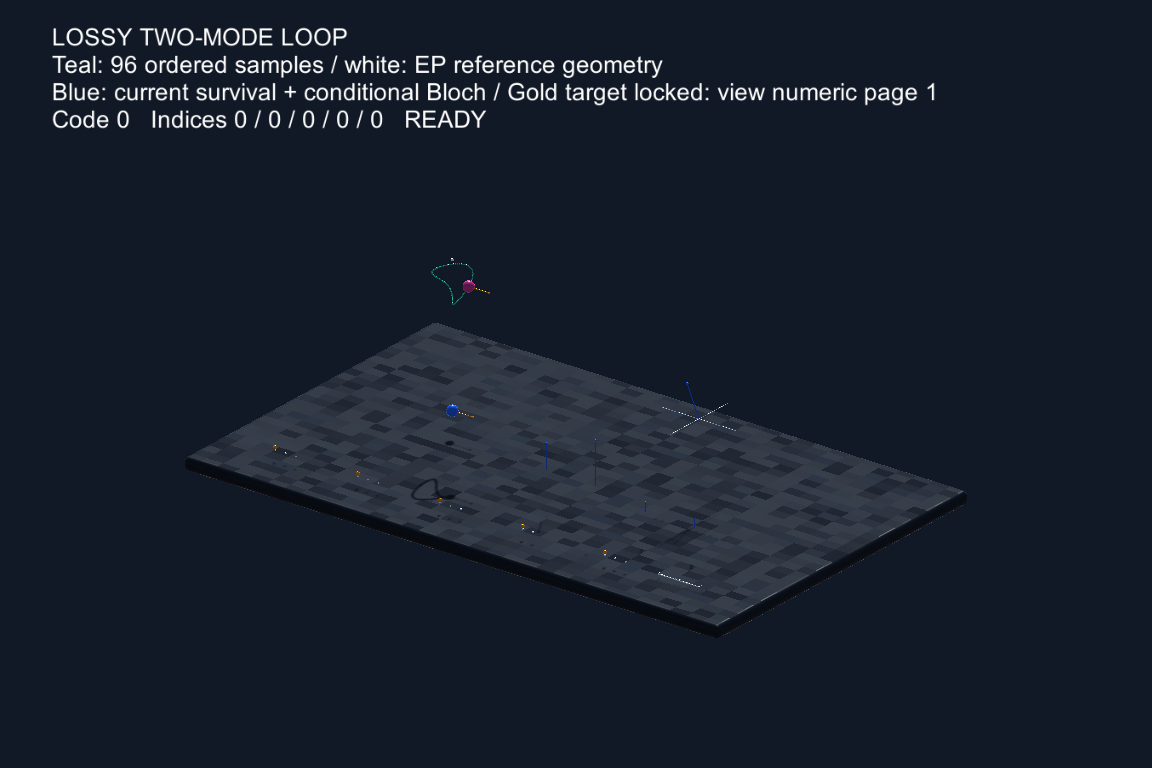 LOSSY TWO-MODE LOOP
Teal: 96 ordered samples / white: EP reference geometry
Blue: current survival + conditional Bloch / Gold target locked: view numeric page 1
Code 0   Indices 0 / 0 / 0 / 0 / 0   READY